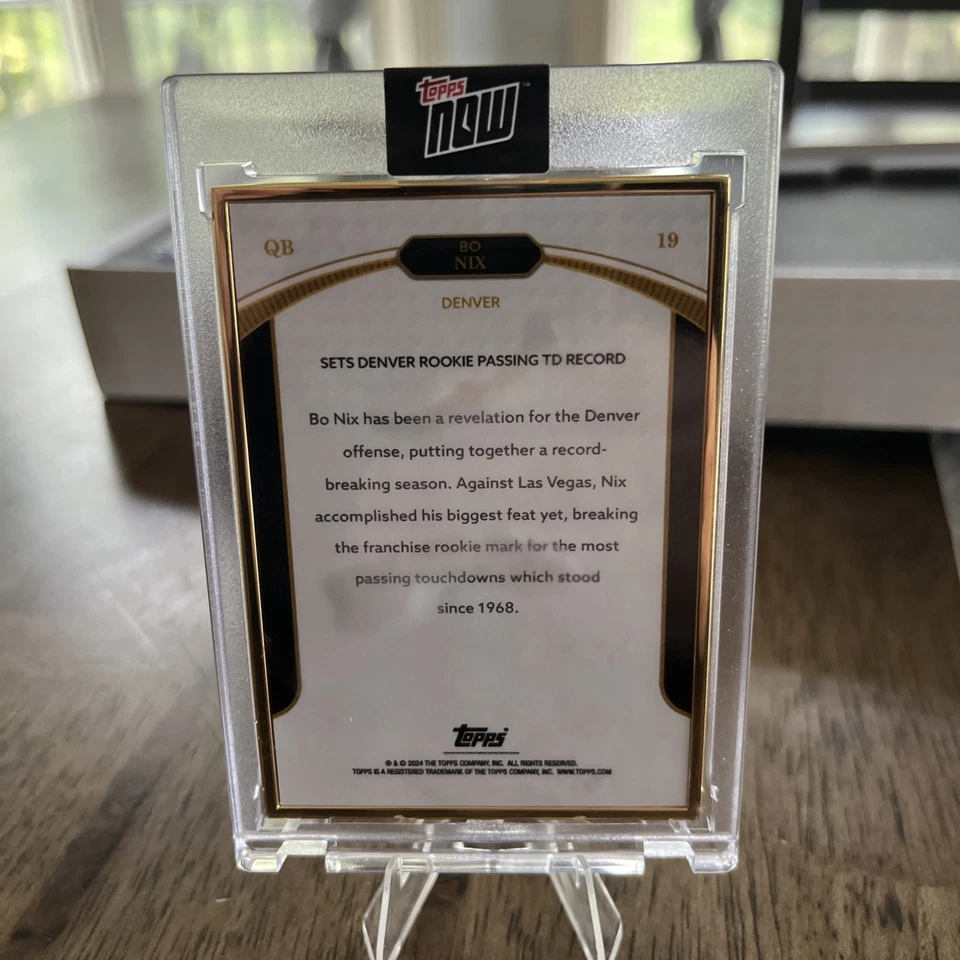 Topps
NOW™
QB
BO
NIX
19
DENVER
SETS DENVER ROOKIE PASSING TD RECORD
Bo Nix has been a revelation for the Denver
offense, putting together a record-
breaking season. Against Las Vegas, Nix
accomplished his biggest feat yet, breaking
the franchise rookie mark for the most
passing touchdowns which stood
since 1968.
Topps®
® & © 2024 THE TOPPS COMPANY, INC. ALL RIGHTS RESERVED.
TOPPS IS A REGISTERED TRADEMARK OF THE TOPPS COMPANY, INC. WWW.TOPPS.COM